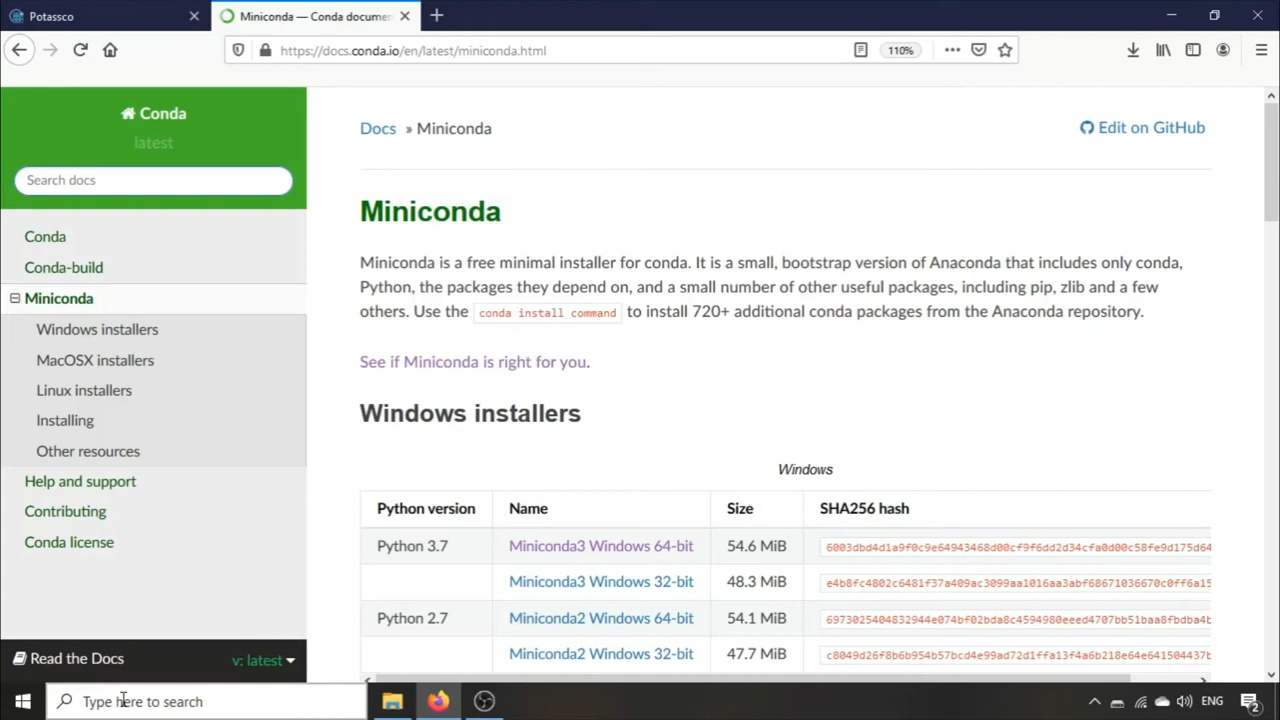 Potassco
Miniconda — Conda documen
https://docs.conda.io/en/latest/miniconda.html
110%
Conda
latest
Search docs
Conda
Conda-build
Miniconda
Windows installers
MacOSX installers
Linux installers
Installing
Other resources
Help and support
Contributing
Conda license
Read the Docs
v: latest
Docs » Miniconda
Edit on GitHub
Miniconda
Miniconda is a free minimal installer for conda. It is a small, bootstrap version of Anaconda that includes only conda,
Python, the packages they depend on, and a small number of other useful packages, including pip, zlib and a few
others. Use the conda install command to install 720+ additional conda packages from the Anaconda repository.
See if Miniconda is right for you.
Windows installers
Windows
Python version Name Size SHA256 hash
Python 3.7 Miniconda3 Windows 64-bit 54.6 MiB 6003dbd4d1a9f0c9e64943468d00cf9f6dd2d34cfa0d00c58fe9d175d64
Miniconda3 Windows 32-bit 48.3 MiB e4b8fc4802c6481f37a409ac3099aa1016aa3abf68671036670c0ff6a15
Python 2.7 Miniconda2 Windows 64-bit 54.1 MiB 6973025404832944e074bf02bda8c4594980eeed4707bb51baa8fbdba4b
Miniconda2 Windows 32-bit 47.7 MiB c8049d26f8b6b954b57bcd4e99ad72d1ffa13f4a6b218e64e641504437b
Type here to search
ENG
2